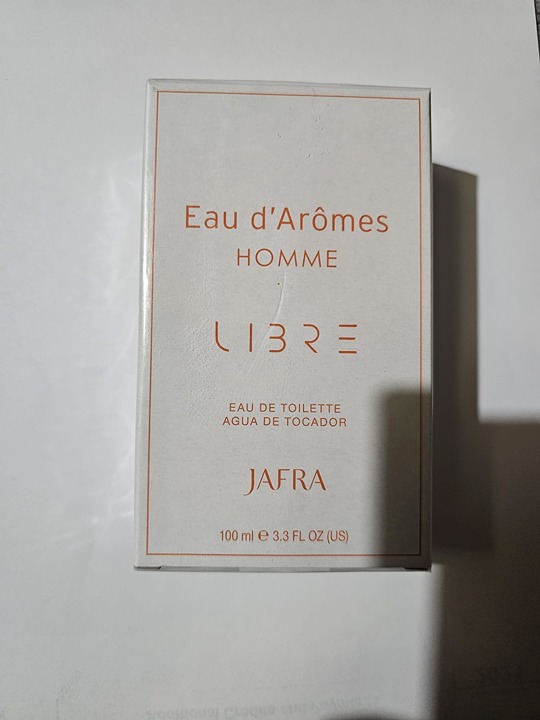 Eau d'Arômes
HOMME
LIBRE
EAU DE TOILETTE
AGUA DE TOCADOR
JAFRA
100 ml ℮ 3.3 FL OZ (US)